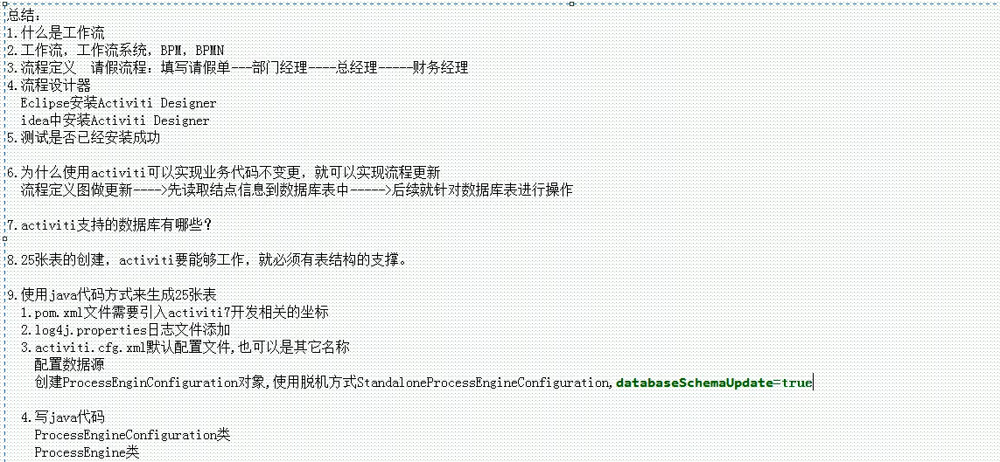 总结:
1.什么是工作流
2.工作流，工作流系统，BPM，BPMN
3.流程定义  请假流程：填写请假单---部门经理----总经理-----财务经理
4.流程设计器
  Eclipse安装Activiti Designer
  idea中安装Activiti Designer
5.测试是否已经安装成功
6.为什么使用activiti可以实现业务代码不变更，就可以实现流程更新
  流程定义图做更新---->先读取结点信息到数据库表中----->后续就针对数据库表进行操作
7.activiti支持的数据库有哪些？
8.25张表的创建，activiti要能够工作，就必须有表结构的支撑。
9.使用java代码方式来生成25张表
  1.pom.xml文件需要引入activiti7开发相关的坐标
  2.log4j.properties日志文件添加
  3.activiti.cfg.xml默认配置文件,也可以是其它名称
    配置数据源
    创建ProcessEnginConfiguration对象,使用脱机方式StandaloneProcessEngineConfiguration,databaseSchemaUpdate=true
  4.写java代码
    ProcessEngineConfiguration类
    ProcessEngine类